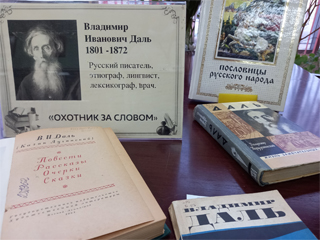 Владимир
Иванович Даль
1801 -1872
Русский писатель,
этнограф, лингвист,
лексикограф, врач.
«ОХОТНИК ЗА СЛОВОМ»
ПОСЛОВИЦЫ
РУССКОГО НАРОДА
В. И. Даль
Повести
Рассказы
Очерки
Сказки
ДАЛЬ
ВЛАДИМИР
ДАЛЬ